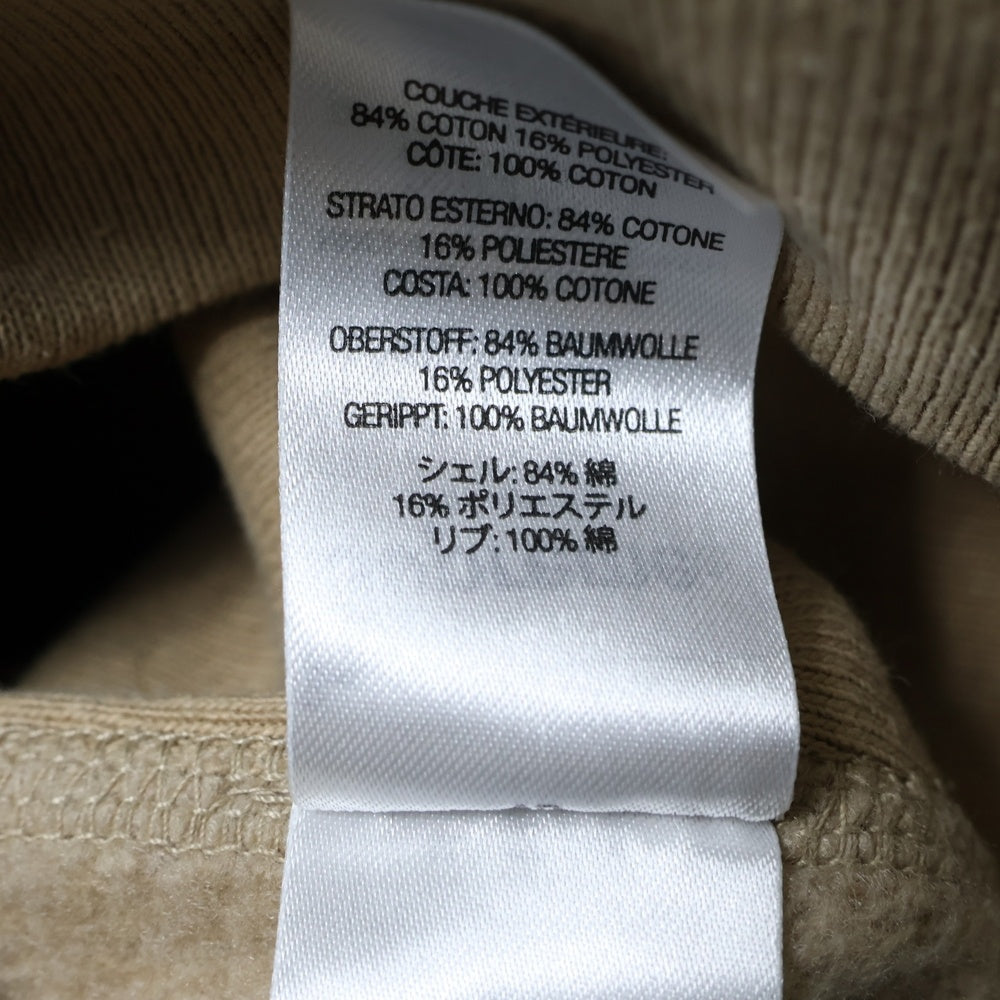 COUCHE EXTÉRIEURE:
84% COTON 16% POLYESTER
CÔTE: 100% COTON
STRATO ESTERNO: 84% COTONE
16% POLIESTERE
COSTA: 100% COTONE
OBERSTOFF: 84% BAUMWOLLE
16% POLYESTER
GERIPPT: 100% BAUMWOLLE
シェル: 84% 綿
16% ポリエステル
リブ: 100% 綿